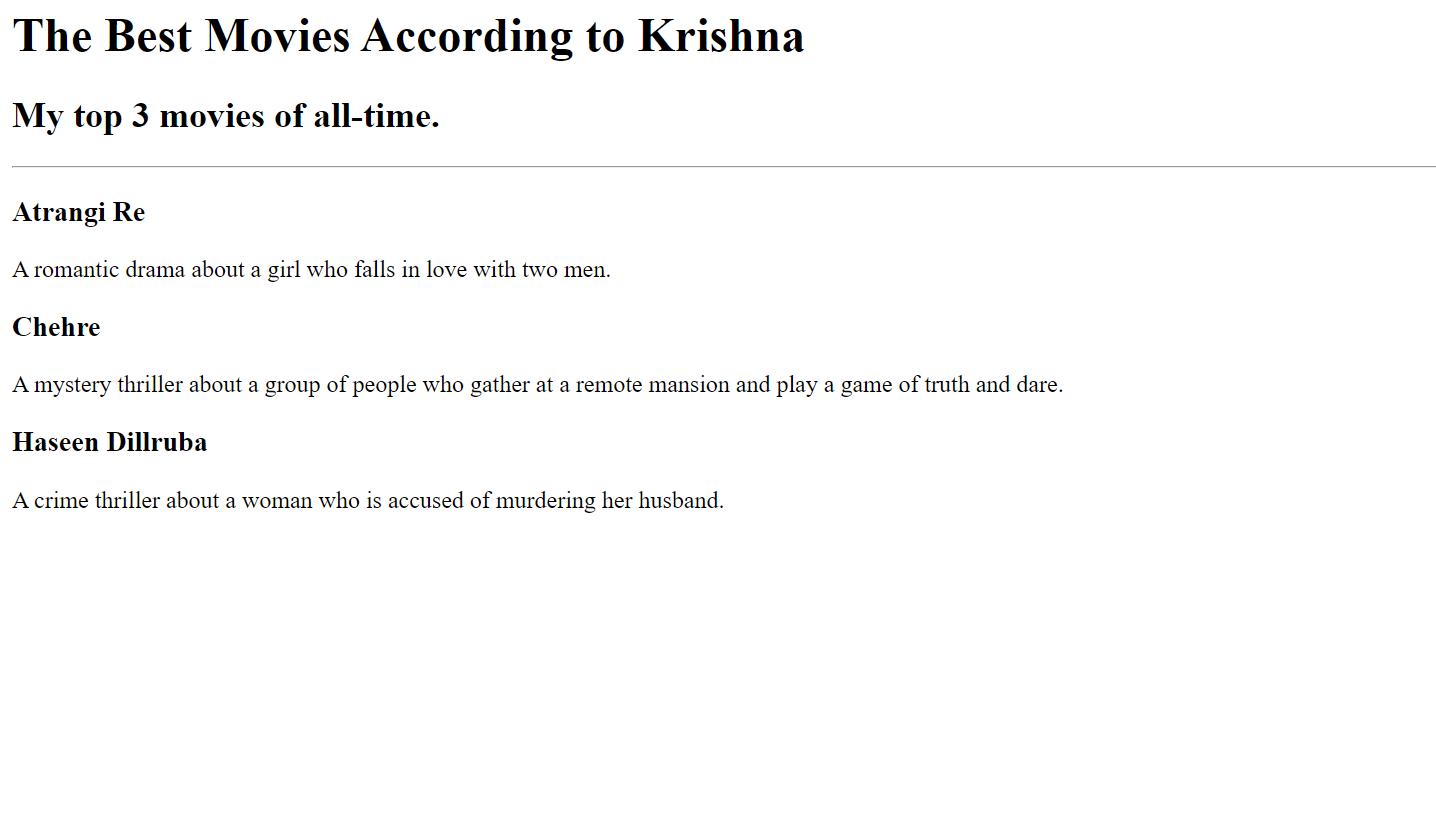 The Best Movies According to Krishna
My top 3 movies of all-time.
Atrangi Re
A romantic drama about a girl who falls in love with two men.
Chehre
A mystery thriller about a group of people who gather at a remote mansion and play a game of truth and dare.
Haseen Dillruba
A crime thriller about a woman who is accused of murdering her husband.